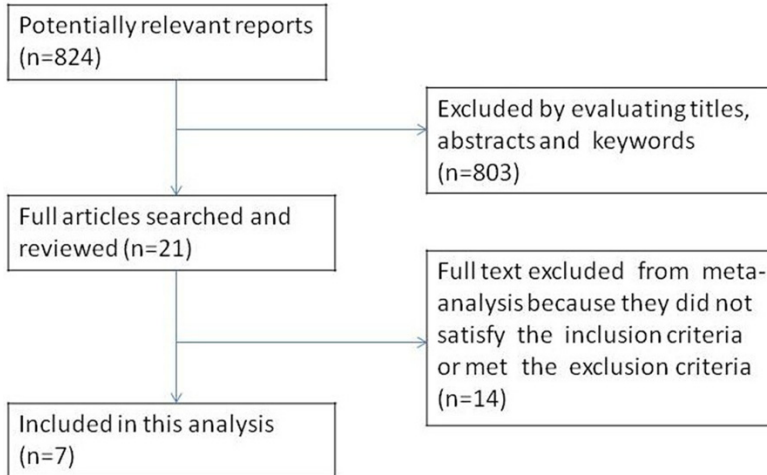 Potentially relevant reports
(n=824)
Excluded by evaluating titles,
abstracts and keywords
(n=803)
Full articles searched and
reviewed (n=21)
Full text excluded from meta-
analysis because they did not
satisfy the inclusion criteria
or met the exclusion criteria
(n=14)
Included in this analysis
(n=7)